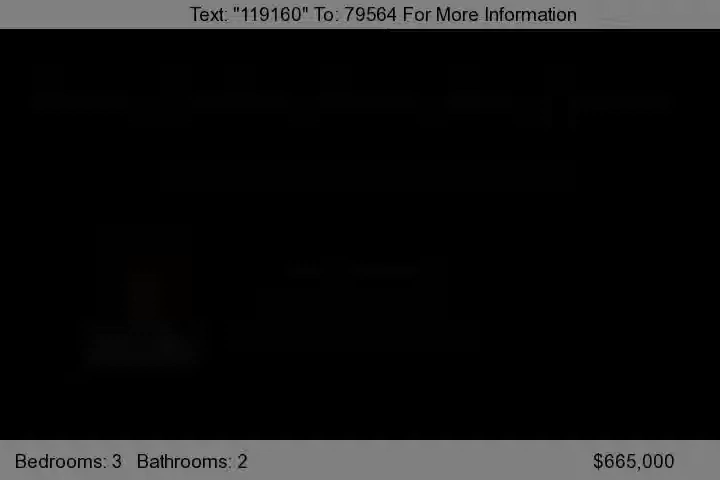 Text: "119160" To: 79564 For More Information
Bedrooms: 3 Bathrooms: 2 $665,000